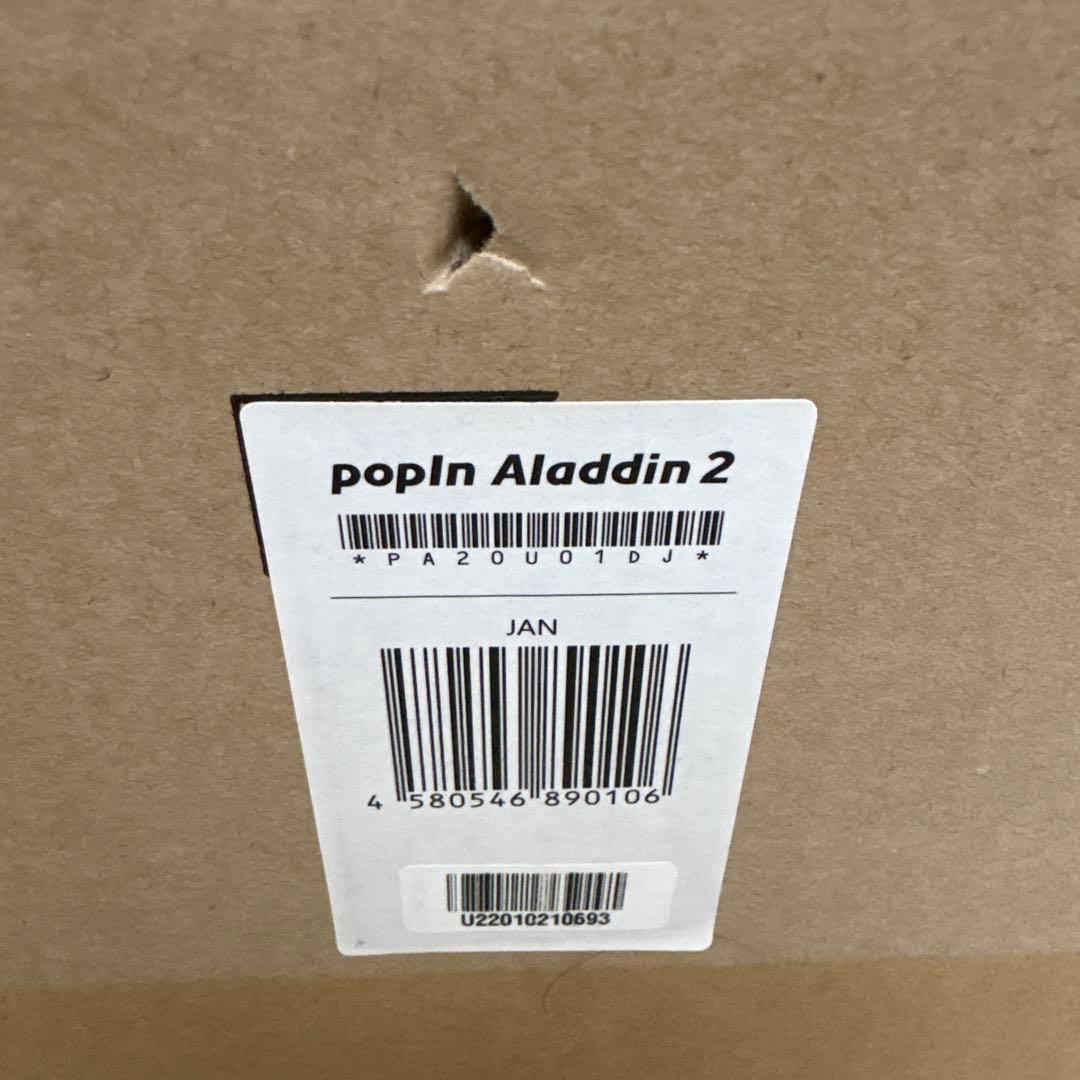 popIn Aladdin 2
*PA20U01DJ*
JAN
4 580546 890106
U22010210693